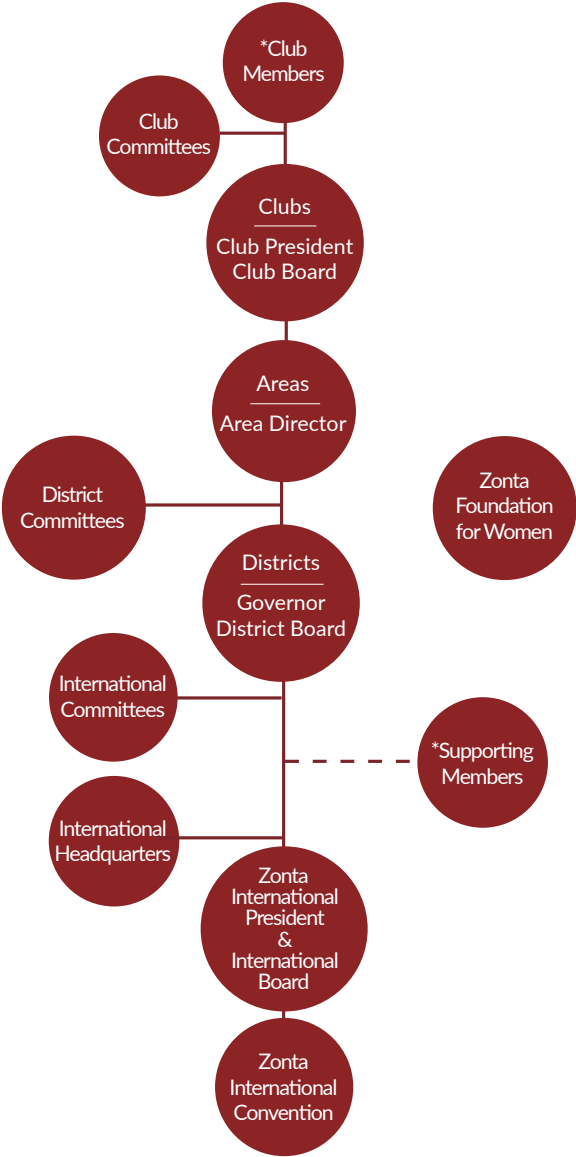 *Club
Members
Club
Committees
Clubs
Club President
Club Board
Areas
Area Director
District
Committees
Zonta
Foundation
for Women
Districts
Governor
District Board
International
Committees
*Supporting
Members
International
Headquarters
Zonta
International
President
&
International
Board
Zonta
International
Convention